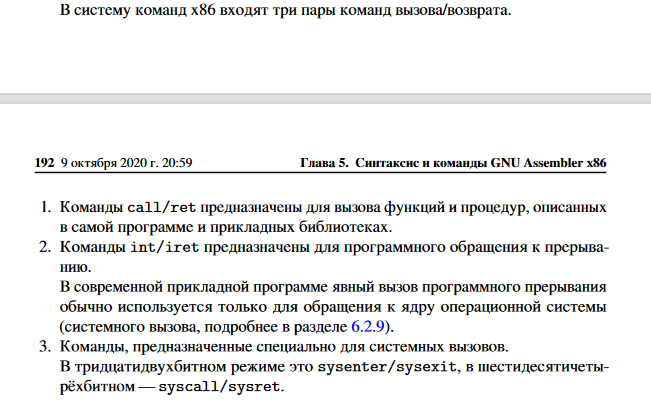 В систему команд x86 входят три пары команд вызова/возврата.
192 9 октября 2020 г. 20:59 Глава 5. Синтаксис и команды GNU Assembler x86
1. Команды call/ret предназначены для вызова функций и процедур, описанных
в самой программе и прикладных библиотеках.
2. Команды int/iret предназначены для программного обращения к прерыва-
нию.
В современной прикладной программе явный вызов программного прерывания
обычно используется только для обращения к ядру операционной системы
(системного вызова, подробнее в разделе 6.2.9).
3. Команды, предназначенные специально для системных вызовов.
В тридцатидвухбитном режиме это sysenter/sysexit, в шестидесятичеты-
рёхбитном — syscall/sysret.